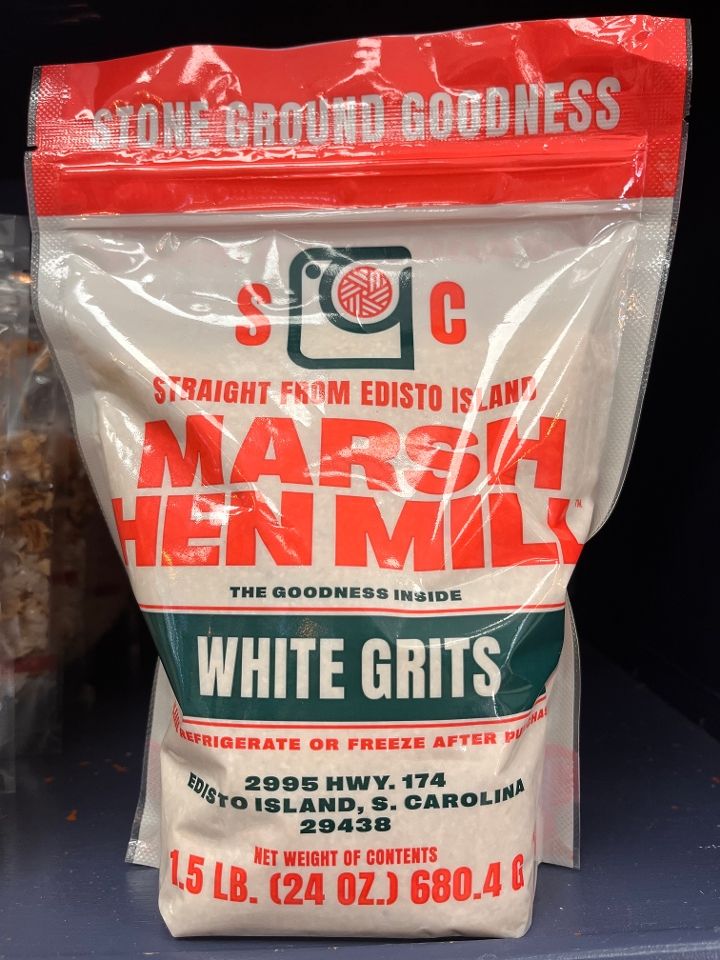 STONE GROUND GOODNESS
S C
STRAIGHT FROM EDISTO ISLAND
MARSH
HEN MILL
TM
THE GOODNESS INSIDE
WHITE GRITS
REFRIGERATE OR FREEZE AFTER
2995 HWY. 174
EDISTO ISLAND, S. CAROLINA
29438
NET WEIGHT OF CONTENTS
1.5 LB. (24 OZ.) 680.4 G